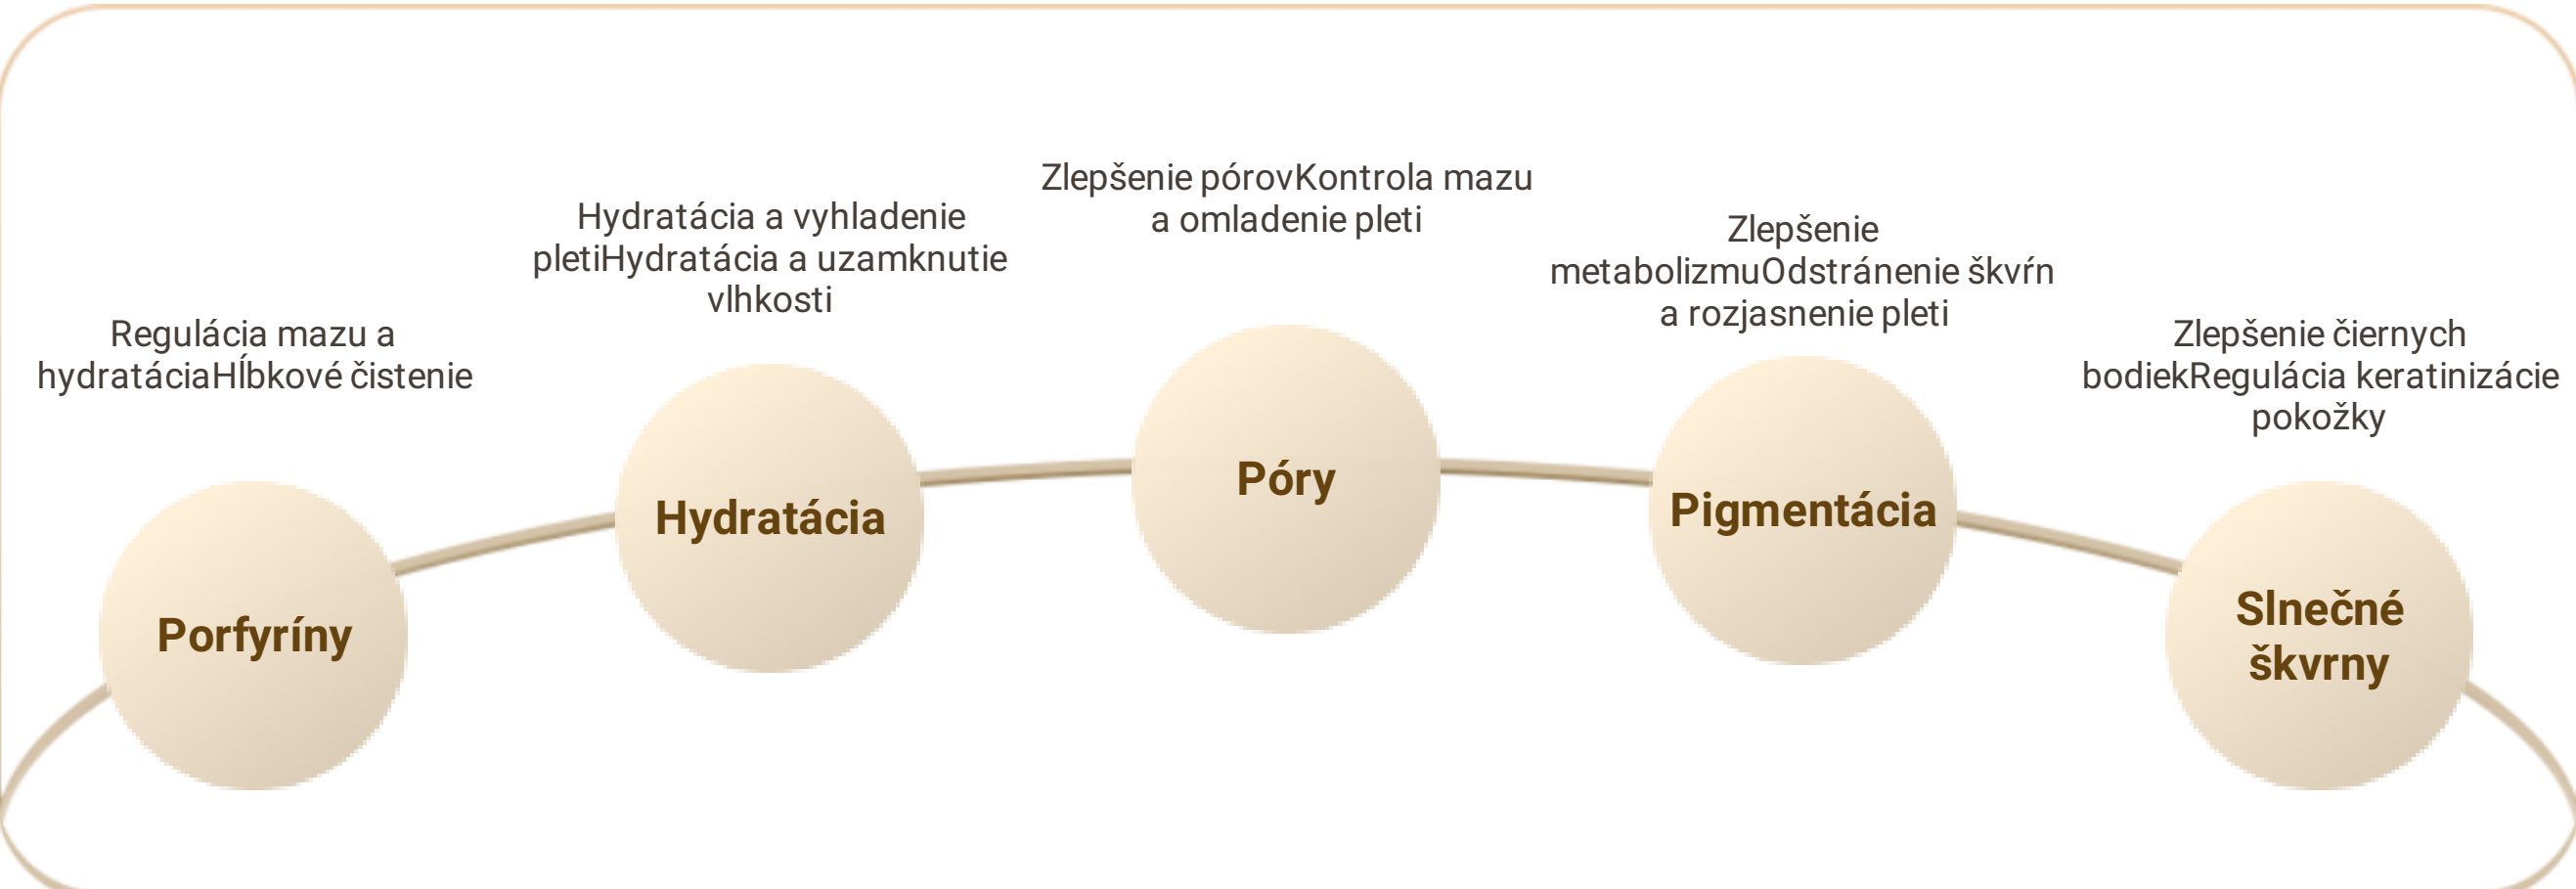 Regulácia mazu a
hydratáciaHĺbkové čistenie
Porfyríny
Hydratácia a vyhladenie
pletiHydratácia a uzamknutie
vlhkosti
Hydratácia
Zlepšenie pórovKontrola mazu
a omladenie pleti
Póry
Zlepšenie
metabolizmuOdstránenie škvŕn
a rozjasnenie pleti
Pigmentácia
Zlepšenie čiernych
bodiekRegulácia keratinizácie
pokožky
Slnečné
škvrny